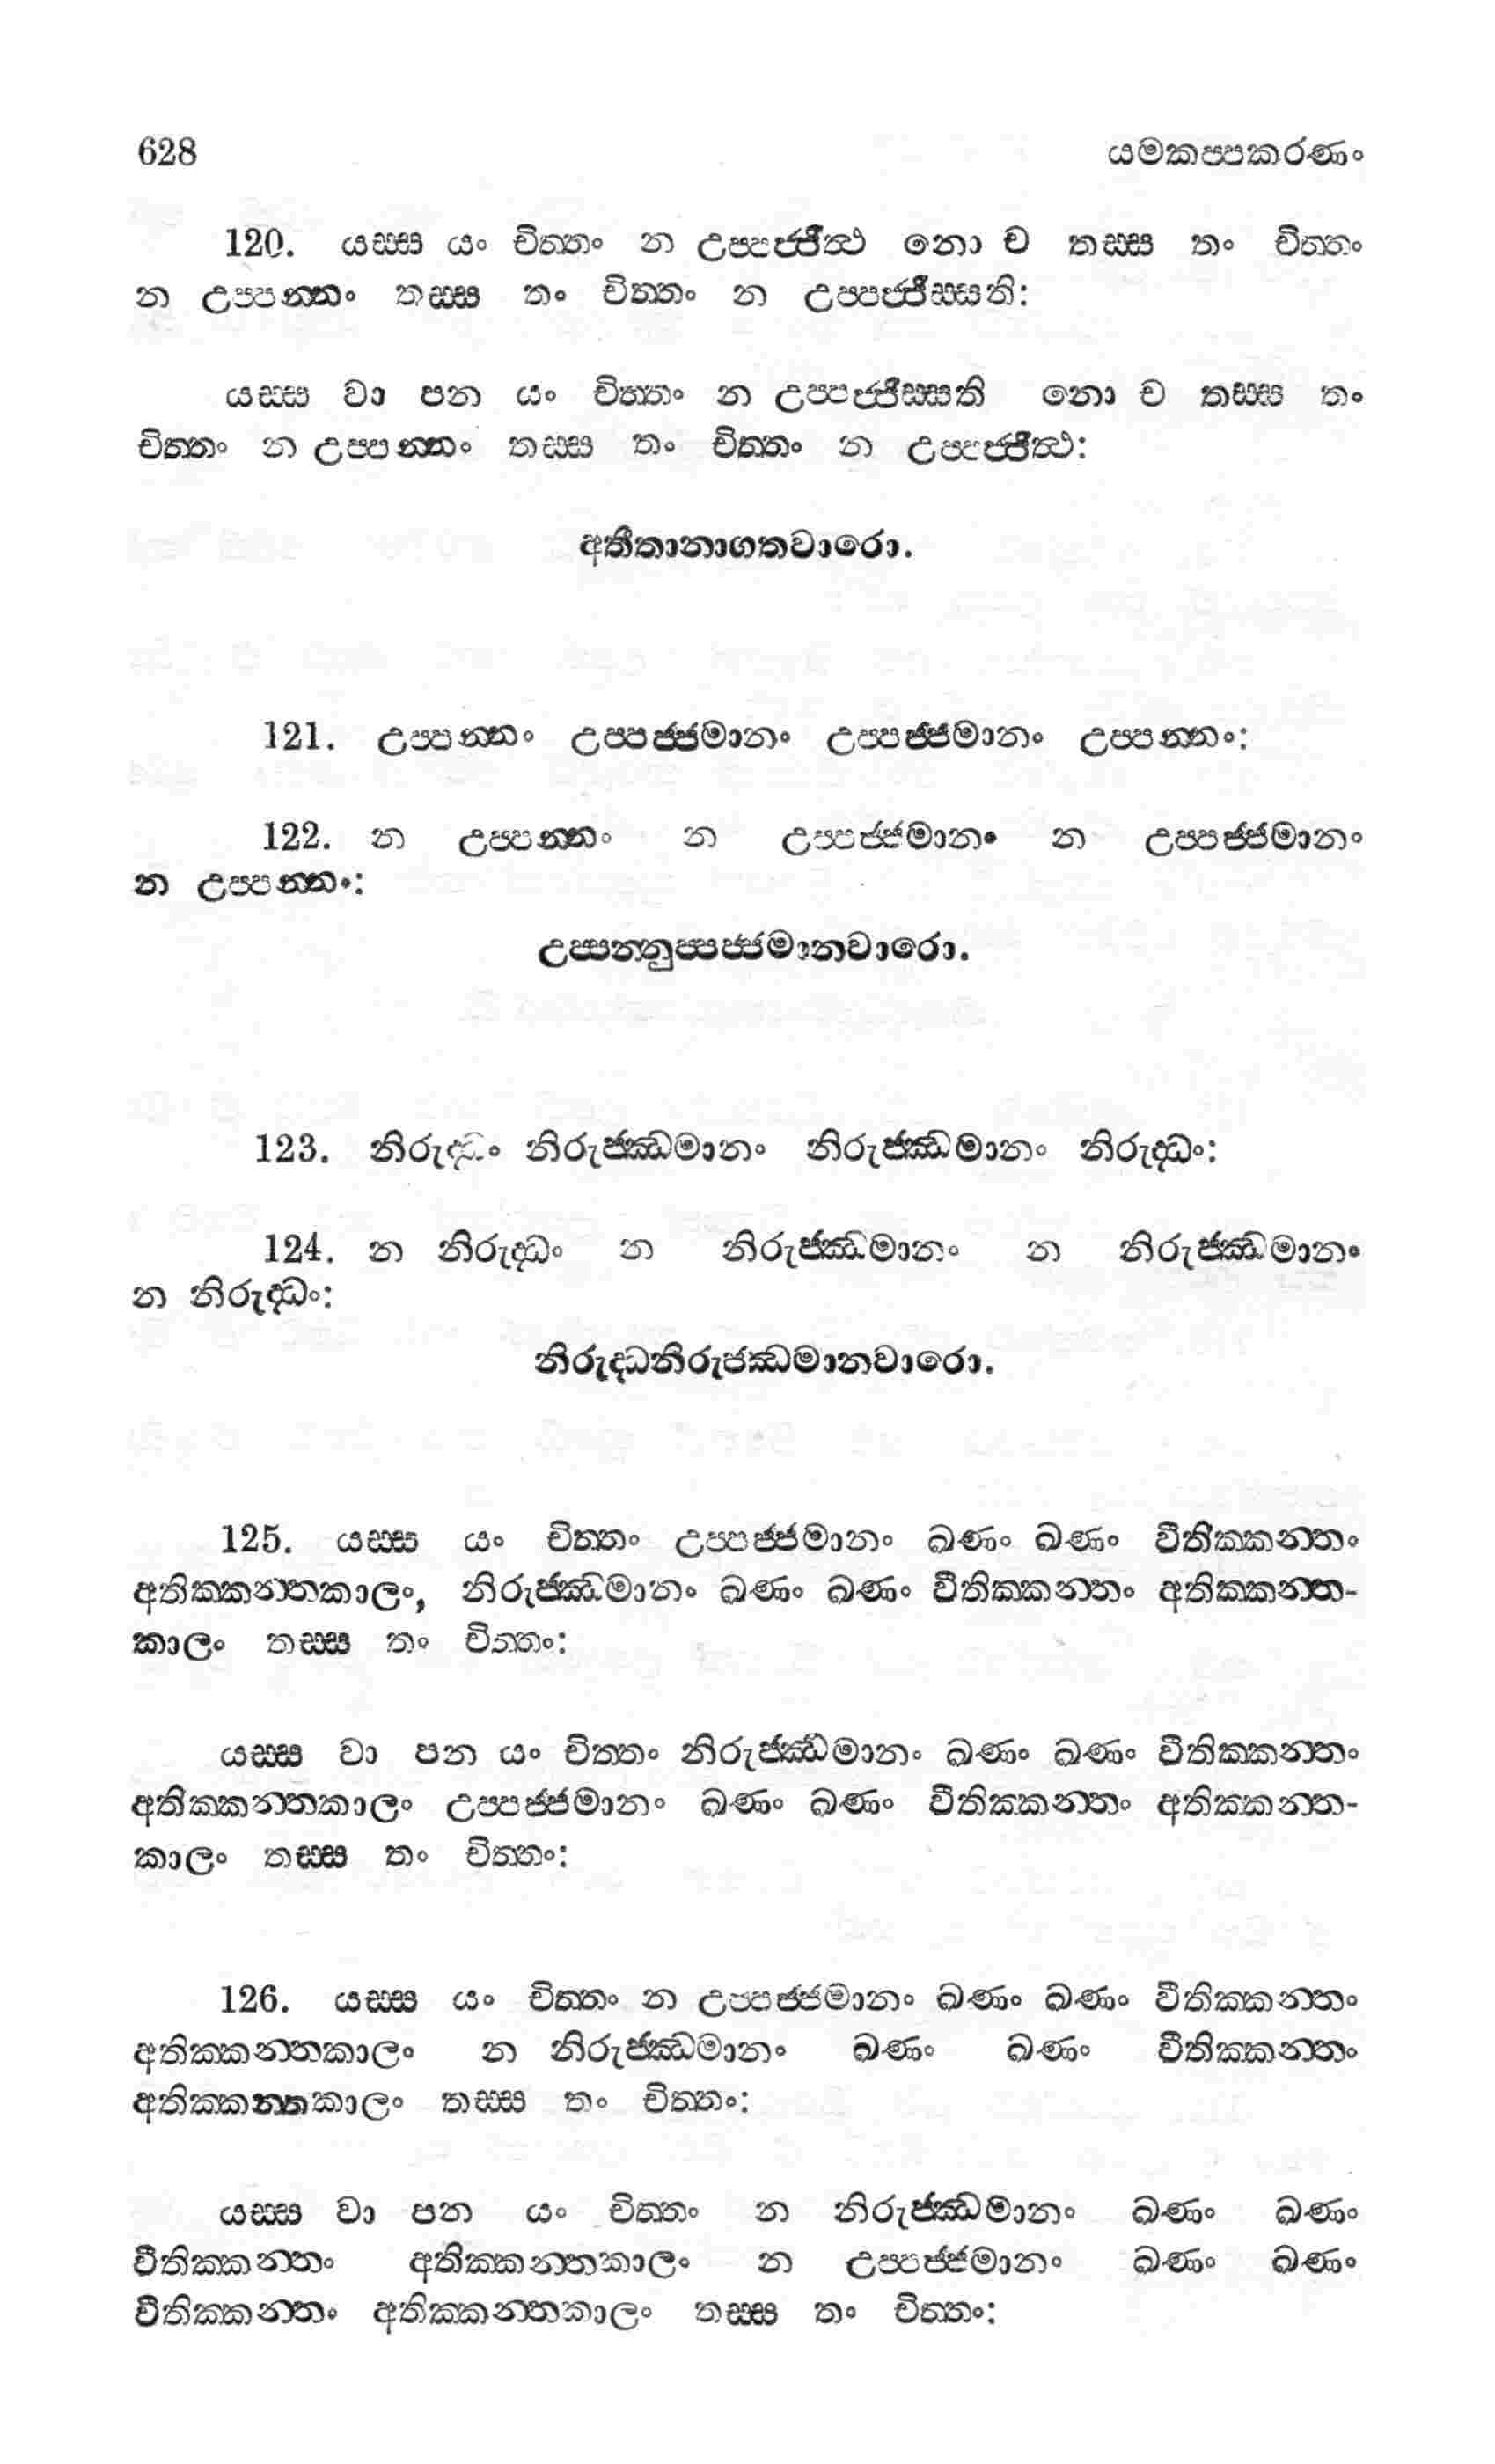 628 යමකප්පකරණං
120. යස්ස යං චිත්තං න උප්පජ්ජීත්ථ නො ච තස්ස තං චිත්තං
න උප්පන්නං තස්ස තං චිත්තං න උප්පජ්ජීස්සති:
යස්ස වා පන යං චිත්තං න උප්පජ්ජීස්සති නො ච තස්ස තං
චිත්තං න උප්පන්නං තස්ස තං චිත්තං න උප්පජ්ජීත්ථ:
අතීතානාගතවාරො.
121. උප්පන්නං උප්පජ්ජමානං උප්පජ්ජමානං උප්පන්නං:
122. න උප්පන්නං න උප්පජ්ජමානං න උප්පජ්ජමානං
න උප්පන්නං:
උප්පන්නුප්පජ්ජමානවාරො.
123. නිරුද්ධං නිරුජ්ඣමානං නිරුජ්ඣමානං නිරුද්ධං:
124. න නිරුද්ධං න නිරුජ්ඣමානං න නිරුජ්ඣමානං
න නිරුද්ධං:
නිරුද්ධනිරුජ්ඣමානවාරො.
125. යස්ස යං චිත්තං උප්පජ්ජමානං ඛණං ඛණං වීතික්කන්තං
අතික්කන්තකාලං, නිරුජ්ඣමානං ඛණං ඛණං වීතික්කන්තං අතික්කන්ත-
කාලං තස්ස තං චිත්තං:
යස්ස වා පන යං චිත්තං නිරුජ්ඣමානං ඛණං ඛණං වීතික්කන්තං
අතික්කන්තකාලං උප්පජ්ජමානං ඛණං ඛණං වීතික්කන්තං අතික්කන්ත-
කාලං තස්ස තං චිත්තං:
126. යස්ස යං චිත්තං න උප්පජ්ජමානං ඛණං ඛණං වීතික්කන්තං
අතික්කන්තකාලං න නිරුජ්ඣමානං ඛණං ඛණං වීතික්කන්තං
අතික්කන්තකාලං තස්ස තං චිත්තං:
යස්ස වා පන යං චිත්තං න නිරුජ්ඣමානං ඛණං ඛණං
වීතික්කන්තං අතික්කන්තකාලං න උප්පජ්ජමානං ඛණං ඛණං
වීතික්කන්තං අතික්කන්තකාලං තස්ස තං චිත්තං: